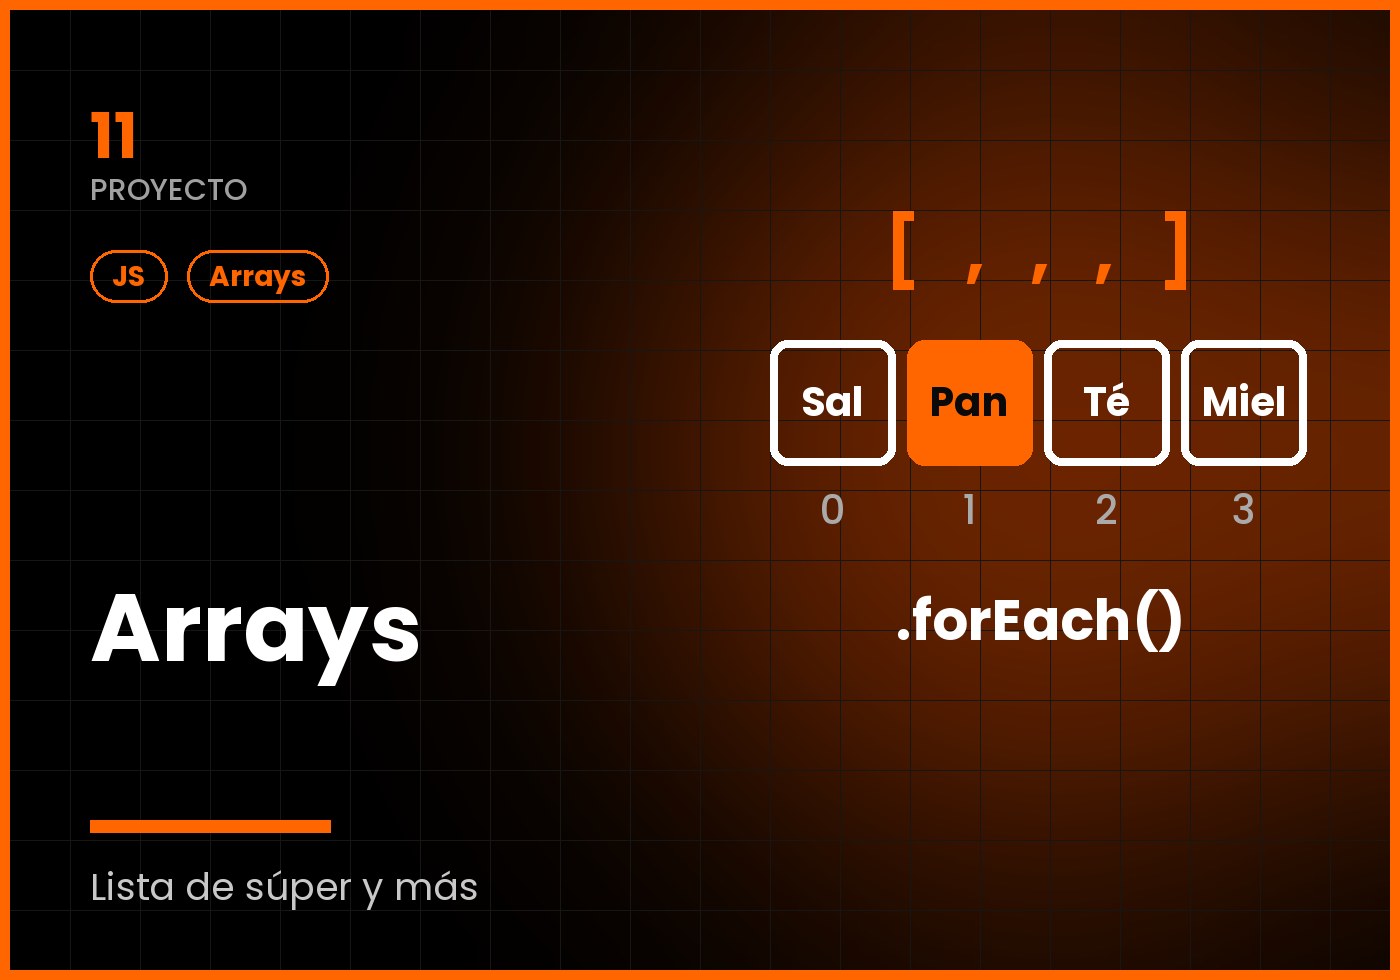 11
PROYECTO
JS Arrays
[ , , , ]
Sal Pan Té Miel
0 1 2 3
.forEach()
Arrays
Lista de súper y más